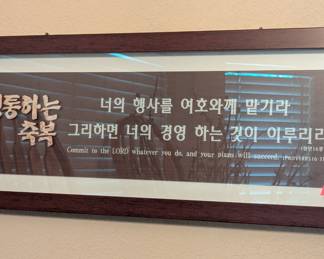 통하는
축복
너의 행사를 여호와께 맡기라
그리하면 너의 경영 하는 것이 이루리라
Commit to the LORD whatever you do, and your plans will succeed.